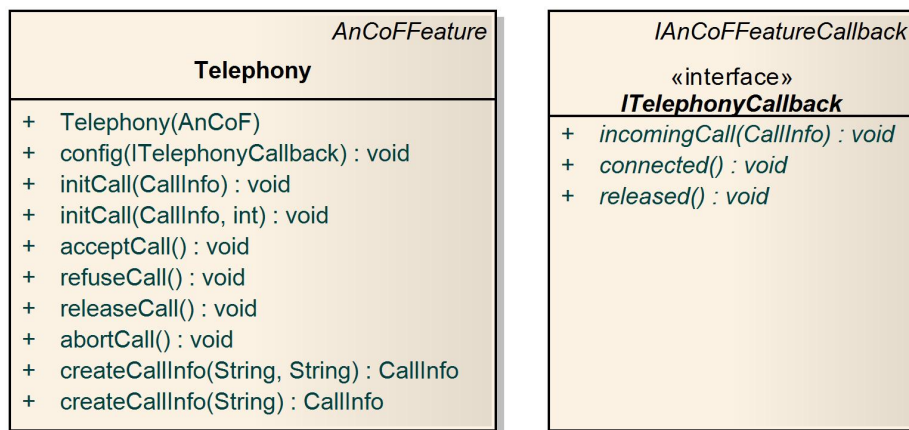 AnCoFFeature
Telephony
+ Telephony(AnCoF)
+ config(ITelephonyCallback) : void
+ initCall(CallInfo) : void
+ initCall(CallInfo, int) : void
+ acceptCall() : void
+ refuseCall() : void
+ releaseCall() : void
+ abortCall() : void
+ createCallInfo(String, String) : CallInfo
+ createCallInfo(String) : CallInfo
IAnCoFFeatureCallback
«interface»
ITelephonyCallback
+ incomingCall(CallInfo) : void
+ connected() : void
+ released() : void